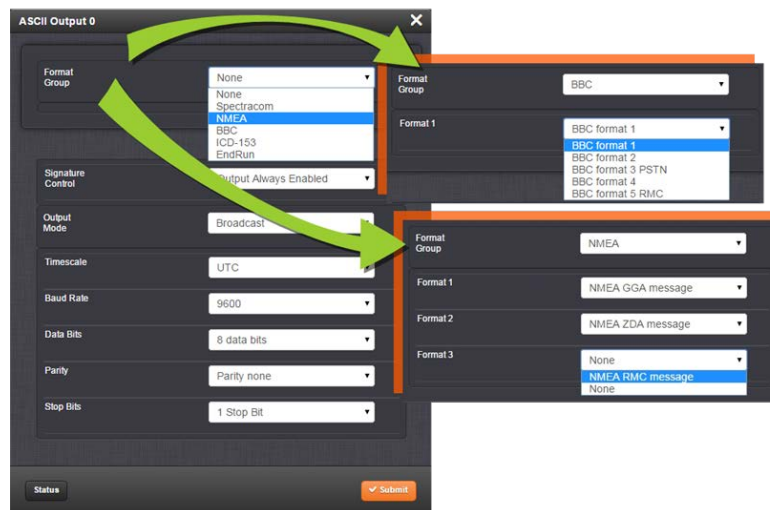 ASCII Output 0
Format
Group
None
None
Spectracom
NMEA
BBC
ICD-153
EndRun
Signature
Control
Output Always Enabled
Output
Mode
Broadcast
Timescale
UTC
Baud Rate
9600
Data Bits
8 data bits
Parity
Parity none
Stop Bits
1 Stop Bit
Status
Submit
Format
Group
BBC
Format 1
BBC format 1
BBC format 1
BBC format 2
BBC format 3 PSTN
BBC format 4
BBC format 5 RMC
Format
Group
NMEA
Format 1
NMEA GGA message
Format 2
NMEA ZDA message
Format 3
None
NMEA RMC message
None